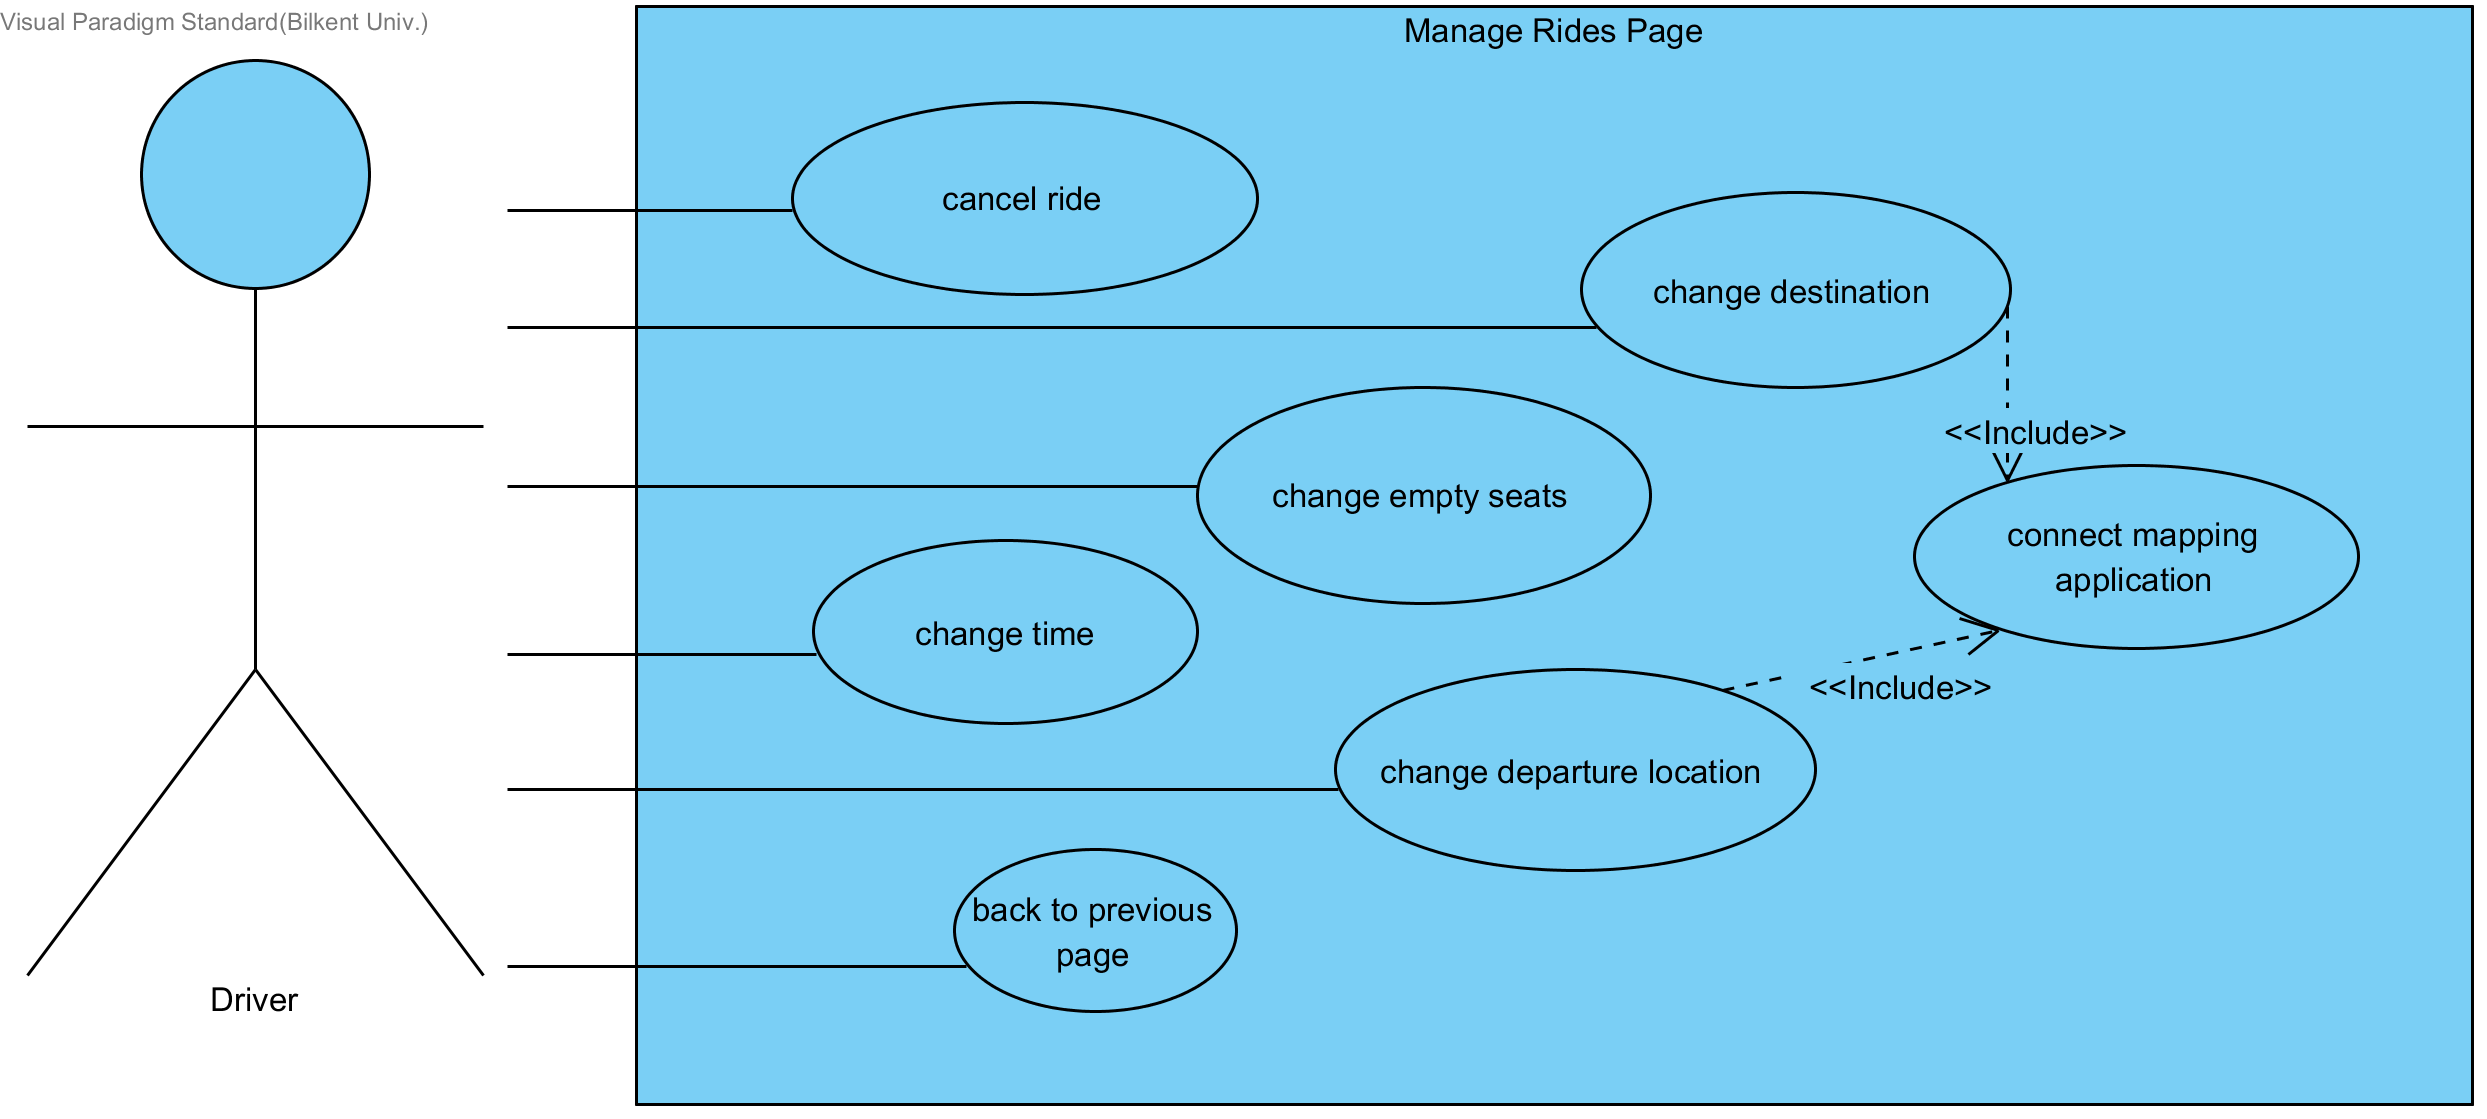 Visual Paradigm Standard(Bilkent Univ.)
Manage Rides Page
cancel ride
change destination
<<Include>>
change empty seats
connect mapping
application
change time
<<Include>>
change departure location
back to previous
page
Driver